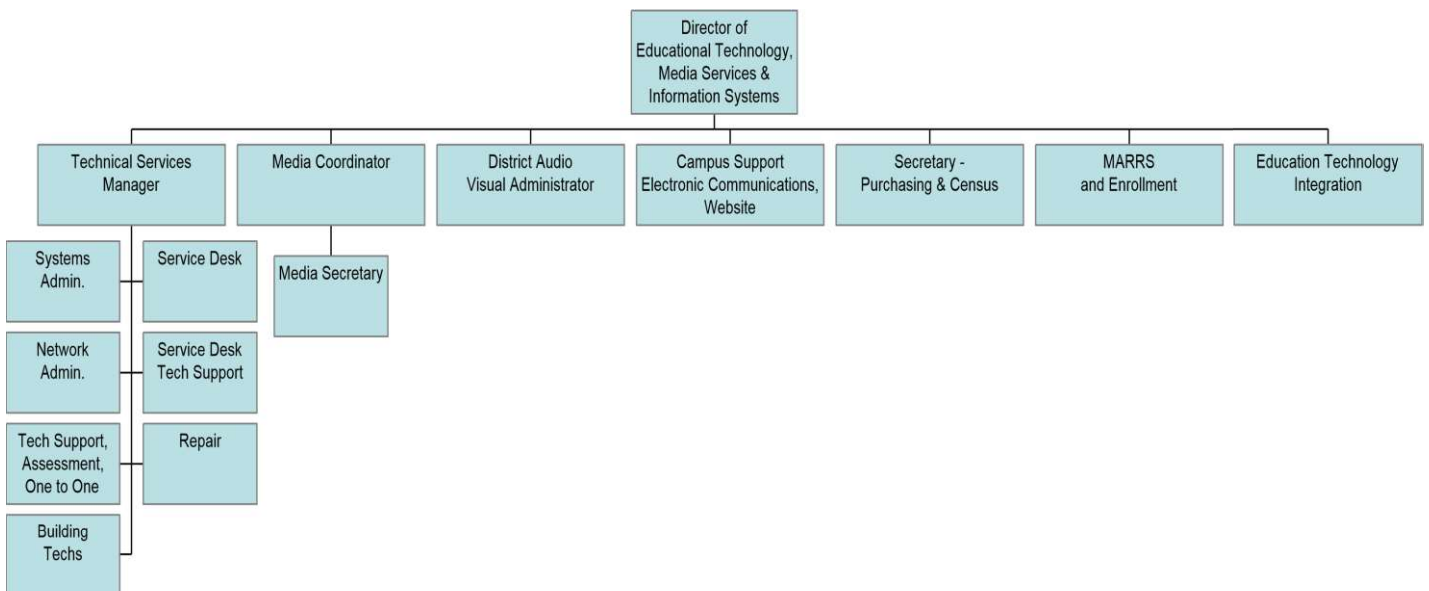 Director of
Educational Technology,
Media Services &
Information Systems
Technical Services
Manager
Media Coordinator
District Audio
Visual Administrator
Campus Support
Electronic Communications,
Website
Secretary -
Purchasing & Census
MARRS
and Enrollment
Education Technology
Integration
Systems
Admin.
Service Desk
Media Secretary
Network
Admin.
Service Desk
Tech Support
Tech Support,
Assessment,
One to One
Repair
Building
Techs